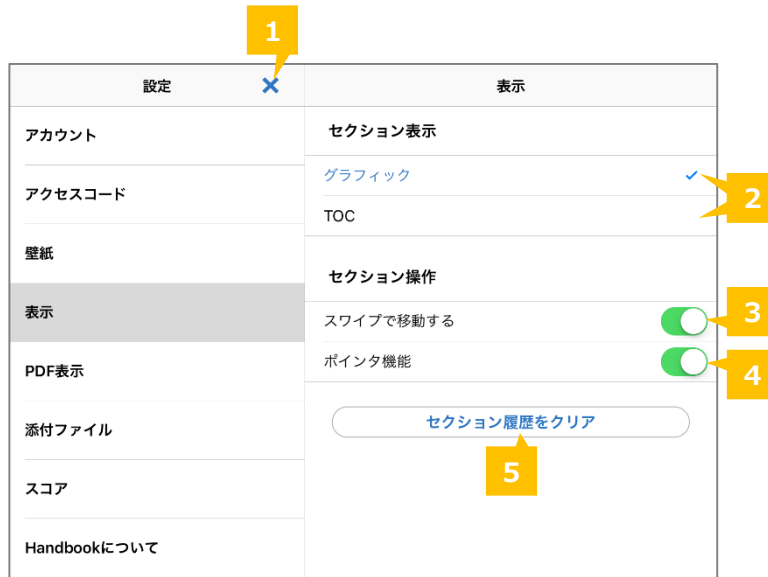 1
設定
表示
アカウント
アクセスコード
壁紙
表示
PDF表示
添付ファイル
スコア
Handbookについて
セクション表示
グラフィック
TOC
2
セクション操作
スワイプで移動する
3
ポインタ機能
4
セクション履歴をクリア
5